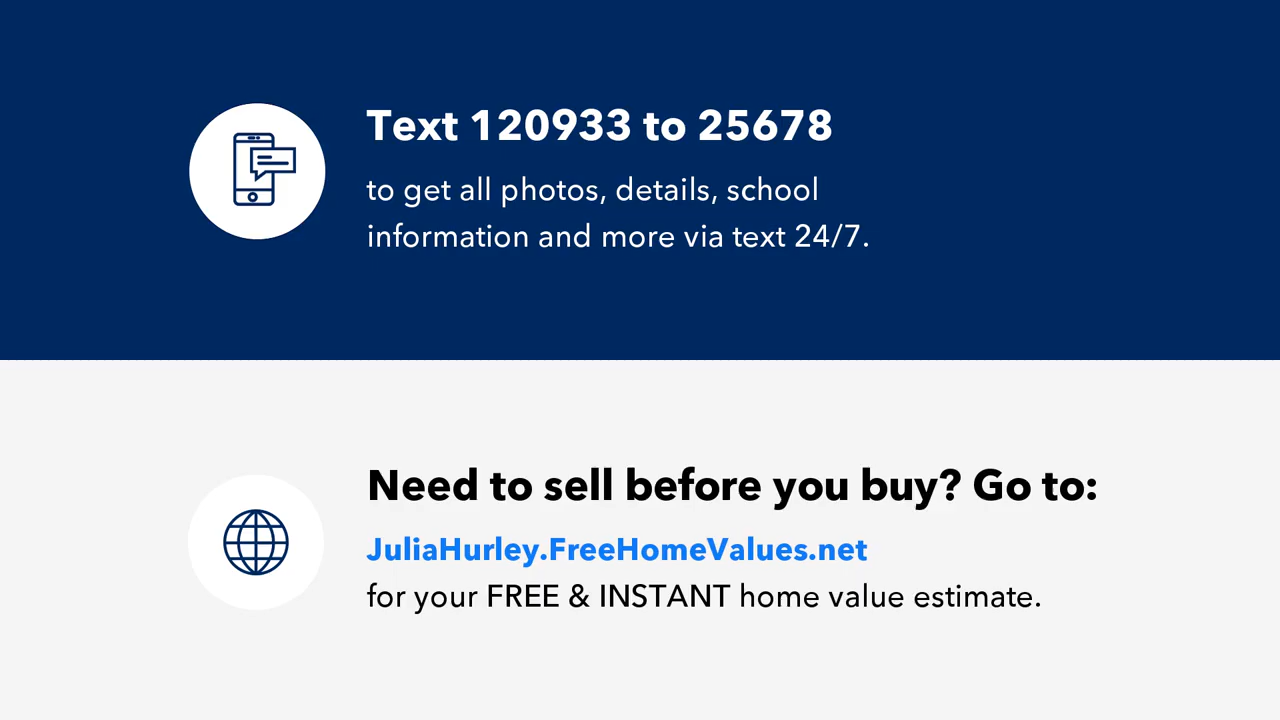 Text 120933 to 25678
to get all photos, details, school
information and more via text 24/7.
Need to sell before you buy? Go to:
JuliaHurley.FreeHomeValues.net
for your FREE & INSTANT home value estimate.